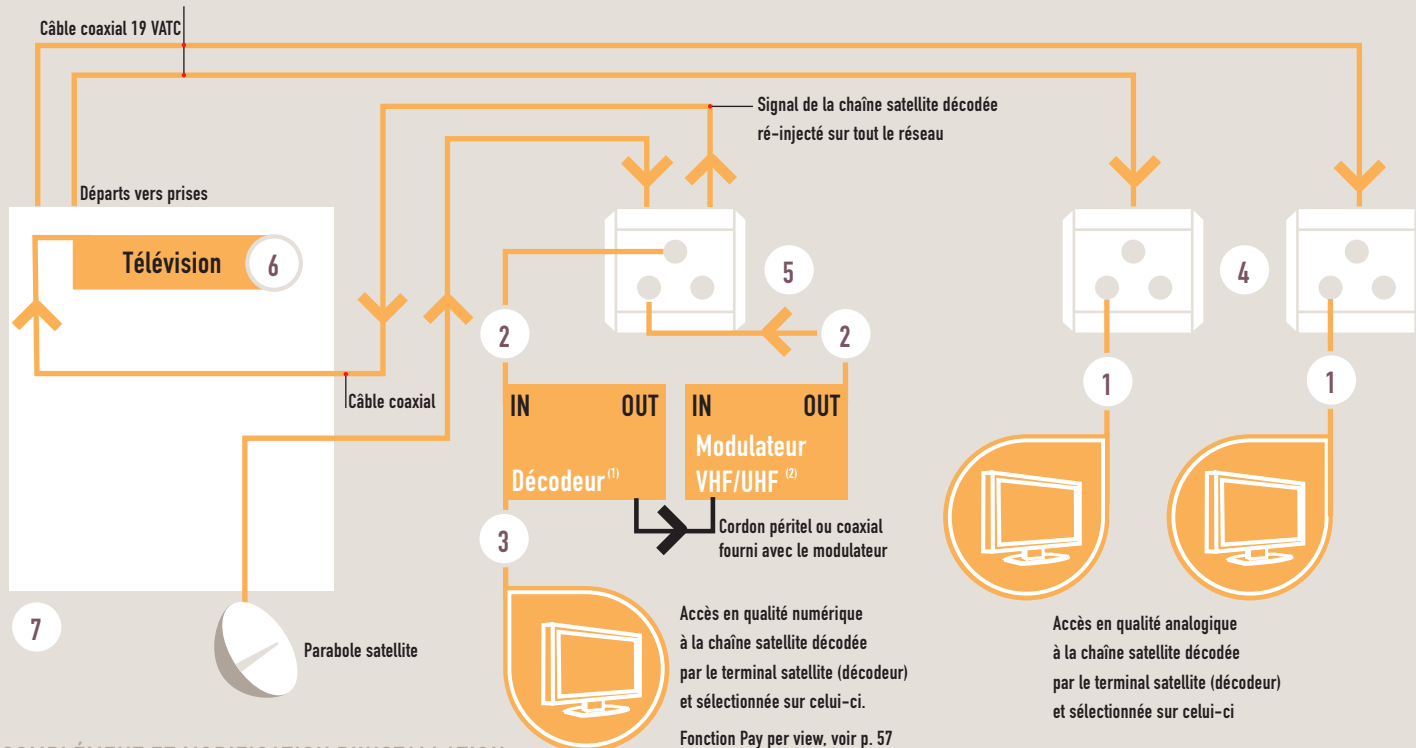 Câble coaxial 19 VATC
Signal de la chaîne satellite décodée
ré-injecté sur tout le réseau
Départs vers prises
Télévision
6
5
4
2
2
1
1
Câble coaxial
IN OUT
Décodeur (1)
IN OUT
Modulateur
VHF/UHF (2)
Cordon péritel ou coaxial
fourni avec le modulateur
3
7
Parabole satellite
Accès en qualité numérique
à la chaîne satellite décodée
par le terminal satellite (décodeur)
et sélectionnée sur celui-ci.
Fonction Pay per view, voir p. 57
Accès en qualité analogique
à la chaîne satellite décodée
par le terminal satellite (décodeur)
et sélectionnée sur celui-ci